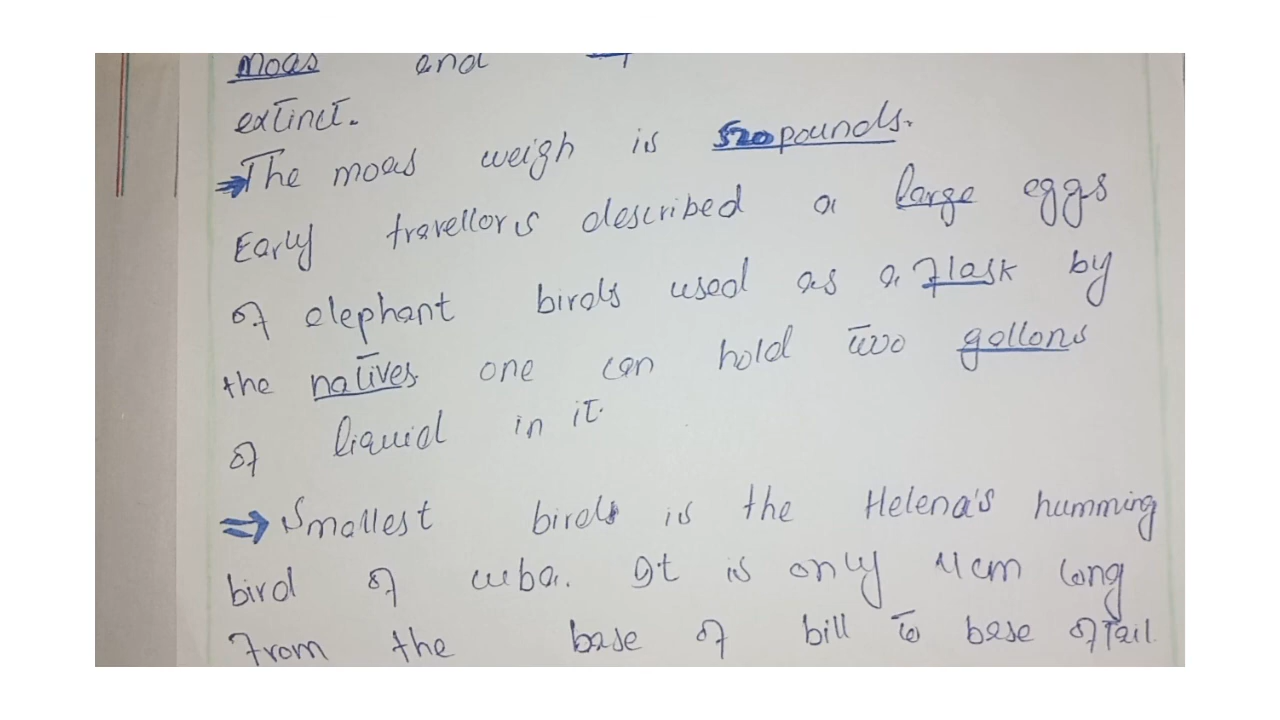 moas and
extinct.
⇒ The moas weigh is 520 pounds.
Early travellors described a large eggs
of elephant birds used as a flask by
the natives. one can hold two gallons
of liquid in it.
⇒ Smallest birds is the Helena's humming
bird of cuba. It is only 4cm long
from the base of bill to base of tail.